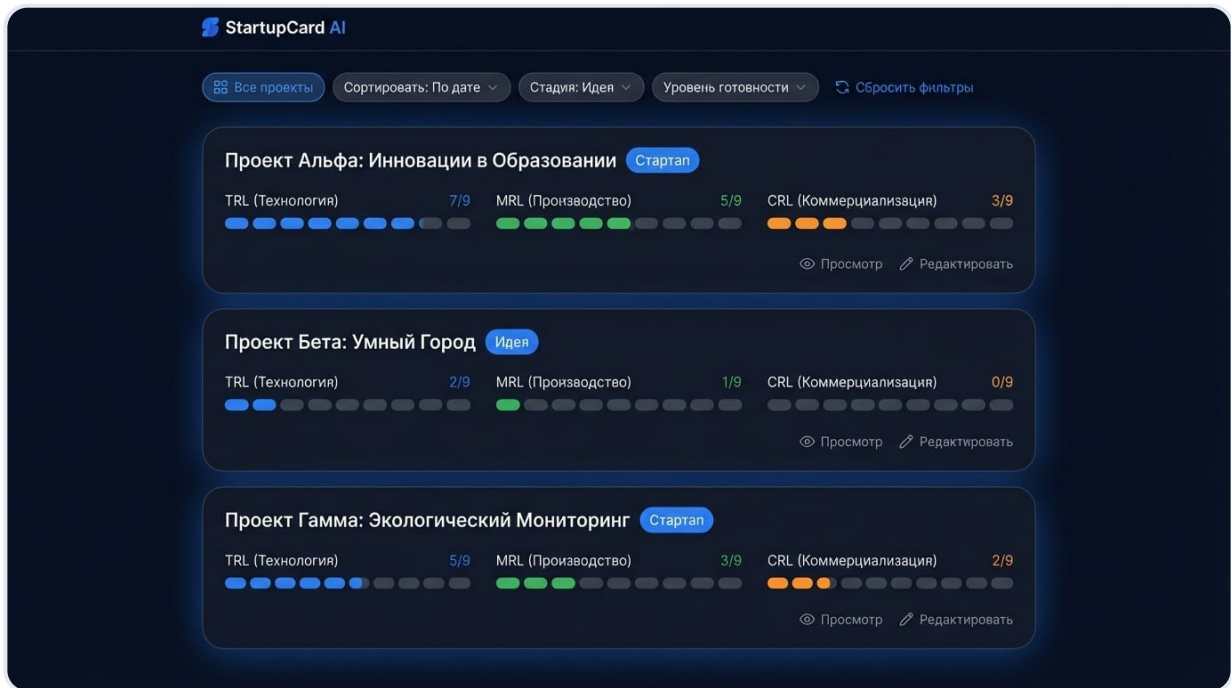 StartupCard AI
Все проекты Сортировать: По дате Стадия: Идея Уровень готовности Сбросить фильтры
Проект Альфа: Инновации в Образовании Стартап
TRL (Технология) 7/9 MRL (Производство) 5/9 CRL (Коммерциализация) 3/9
Просмотр Редактировать
Проект Бета: Умный Город Идея
TRL (Технология) 2/9 MRL (Производство) 1/9 CRL (Коммерциализация) 0/9
Просмотр Редактировать
Проект Гамма: Экологический Мониторинг Стартап
TRL (Технология) 5/9 MRL (Производство) 3/9 CRL (Коммерциализация) 2/9
Просмотр Редактировать